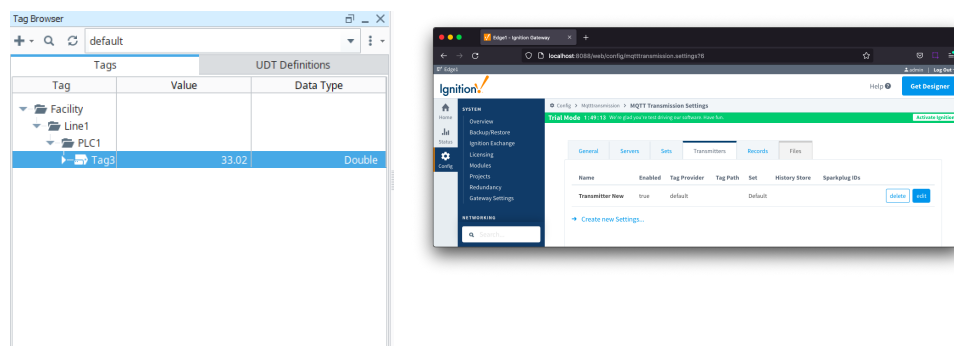 Tag Browser
default
Tags UDT Definitions
Tag Value Data Type
Facility
Line1
PLC1
Tag3 33.02 Double
Edge1 - Ignition Gateway
localhost:8088/web/config/mqtttransmission.settings?6
Edge1 admin | Log Out
Ignition
Help Get Designer
Home
Status
Config
SYSTEM
Overview
Backup/Restore
Ignition Exchange
Licensing
Modules
Projects
Redundancy
Gateway Settings
NETWORKING
Search...
Config > Mqtttransmission > MQTT Transmission Settings
Trial Mode 1:49:13 We're glad you're test driving our software. Have fun. Activate Ignition
General Servers Sets Transmitters Records Files
Name Enabled Tag Provider Tag Path Set History Store Sparkplug IDs
Transmitter New true default Default delete edit
→ Create new Settings...